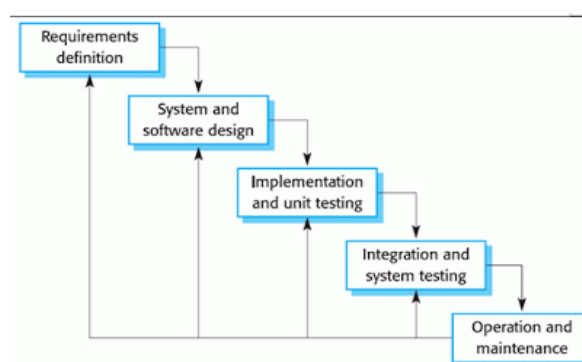 Requirements
definition
System and
software design
Implementation
and unit testing
Integration and
system testing
Operation and
maintenance